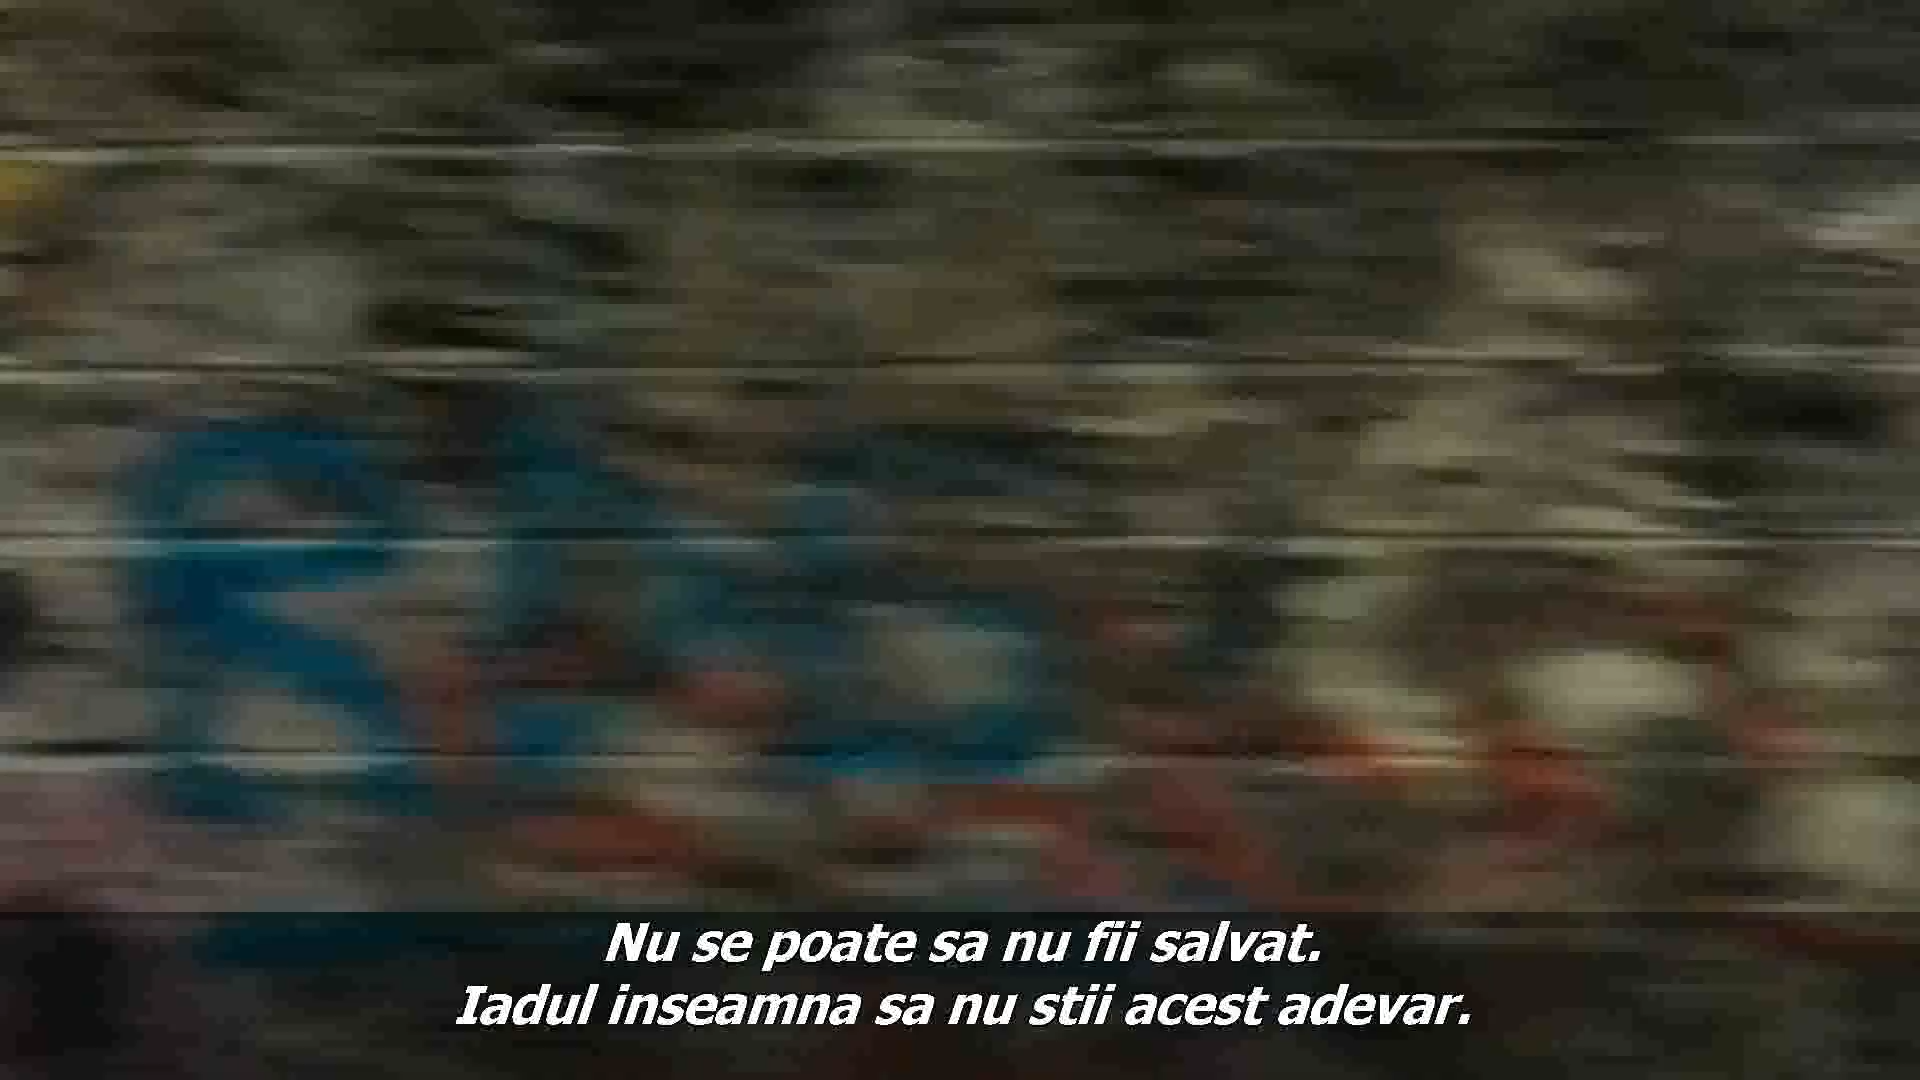 Nu se poate sa nu fii salvat.
Iadul inseamna sa nu stii acest adevar.